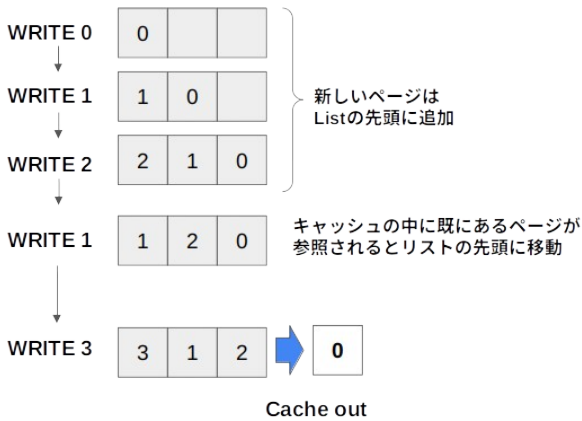 WRITE 0
0
WRITE 1
1 0
新しいページは
Listの先頭に追加
WRITE 2
2 1 0
WRITE 1
1 2 0
キャッシュの中に既にあるページが
参照されるとリストの先頭に移動
WRITE 3
3 1 2
0
Cache out